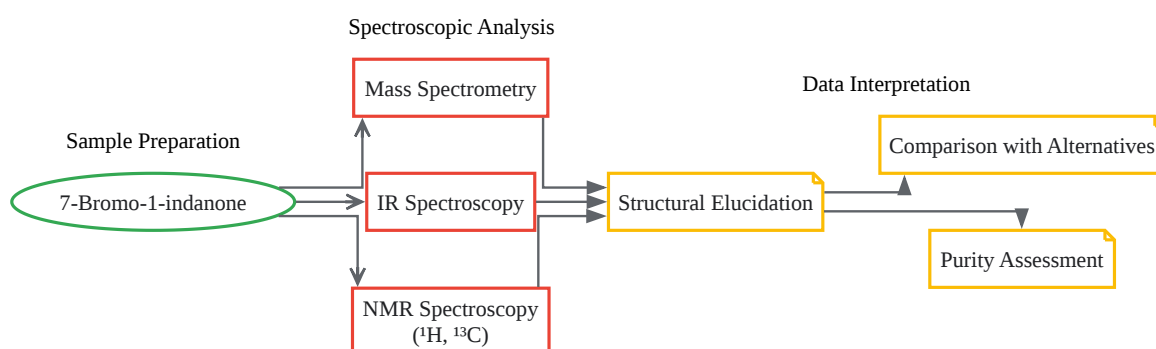 Spectroscopic Analysis
Mass Spectrometry
Data Interpretation
Sample Preparation
Comparison with Alternatives
7-Bromo-1-indanone
IR Spectroscopy
Structural Elucidation
Purity Assessment
NMR Spectroscopy
(¹H, ¹³C)